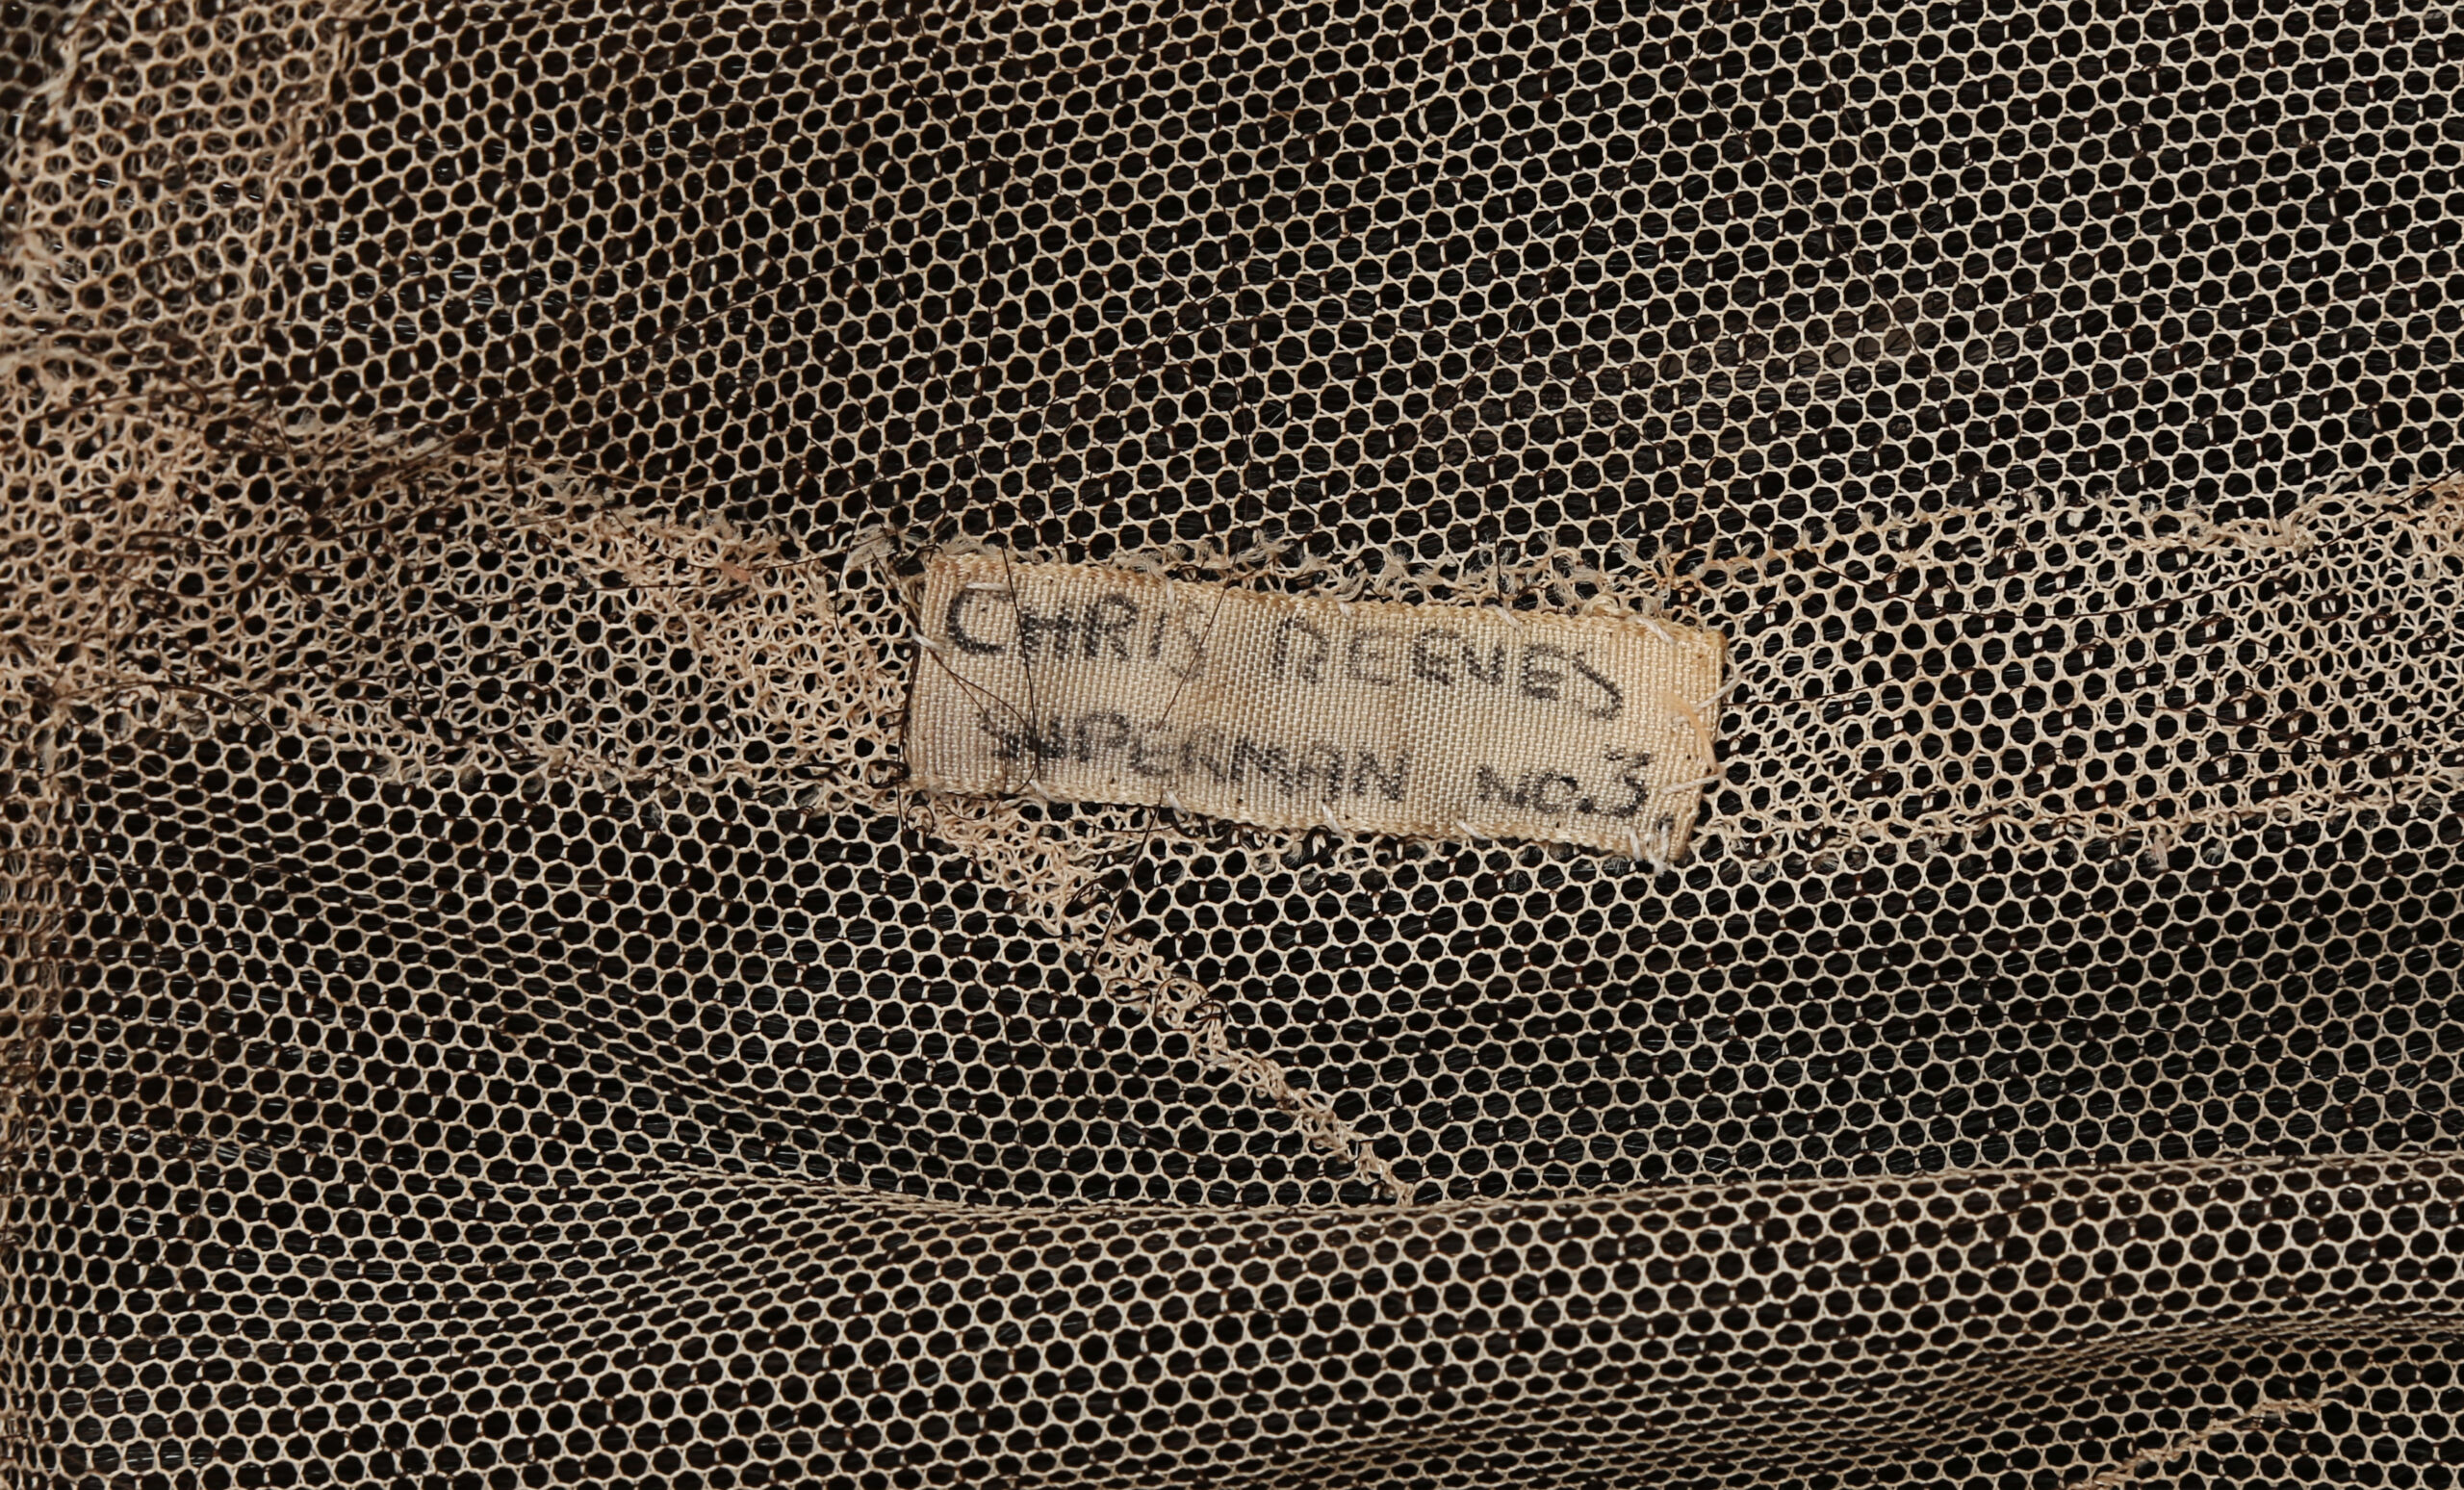 CHRIS REEVES
SUPERMAN NO.3